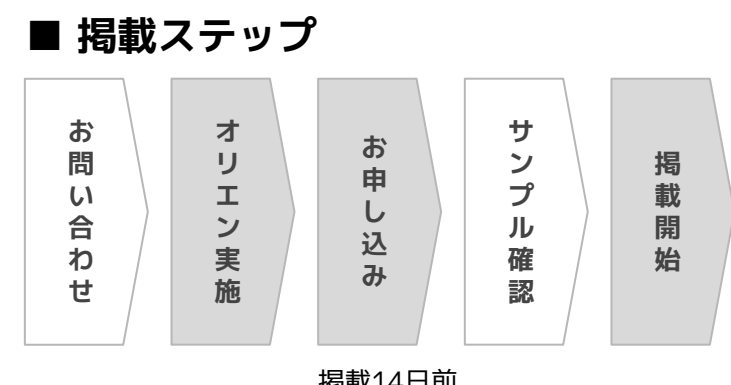 ■ 掲載ステップ
お問い合わせ
オリエン実施
お申し込み
サンプル確認
掲載開始
掲載14日前